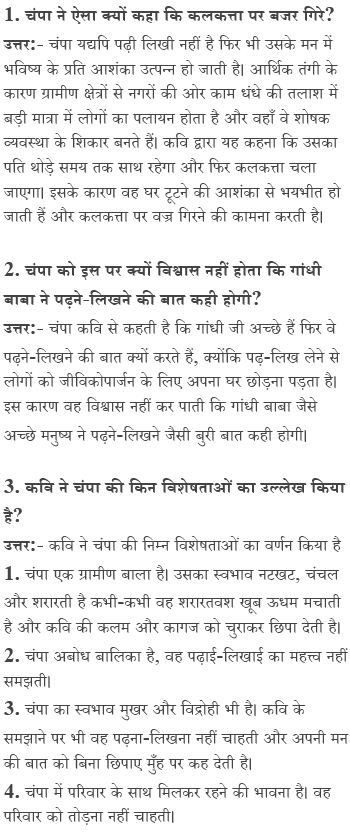 1. चंपा ने ऐसा क्यों कहा कि कलकत्ता पर बजर गिरे?
उत्तर:- चंपा यद्यपि पढ़ी लिखी नहीं है फिर भी उसके मन में
भविष्य के प्रति आशंका उत्पन्न हो जाती है। आर्थिक तंगी के
कारण ग्रामीण क्षेत्रों से नगरों की ओर काम धंधे की तलाश में
बड़ी मात्रा में लोगों का पलायन होता है और वहाँ वे शोषक
व्यवस्था के शिकार बनते हैं। कवि द्वारा यह कहना कि उसका
पति थोड़े समय तक साथ रहेगा और फिर कलकत्ता चला
जाएगा। इसके कारण वह घर टूटने की आशंका से भयभीत हो
जाती हैं और कलकत्ता पर वज्र गिरने की कामना करती है।
2. चंपा को इस पर क्यों विश्वास नहीं होता कि गांधी
बाबा ने पढ़ने-लिखने की बात कही होगी?
उत्तर:- चंपा कवि से कहती है कि गांधी जी अच्छे हैं फिर वे
पढ़ने-लिखने की बात क्यों करते हैं, क्योंकि पढ़-लिख लेने से
लोगों को जीविकोपार्जन के लिए अपना घर छोड़ना पड़ता है।
इस कारण वह विश्वास नहीं कर पाती कि गांधी बाबा जैसे
अच्छे मनुष्य ने पढ़ने-लिखने जैसी बुरी बात कही होगी।
3. कवि ने चंपा की किन विशेषताओं का उल्लेख किया
है?
उत्तर:- कवि ने चंपा की निम्न विशेषताओं का वर्णन किया है
1. चंपा एक ग्रामीण बाला है। उसका स्वभाव नटखट, चंचल
और शरारती है कभी-कभी वह शरारतवश खूब ऊधम मचाती
है और कवि की कलम और कागज को चुराकर छिपा देती है।
2. चंपा अबोध बालिका है, वह पढ़ाई-लिखाई का महत्त्व नहीं
समझती।
3. चंपा का स्वभाव मुखर और विद्रोही भी है। कवि के
समझाने पर भी वह पढ़ना-लिखना नहीं चाहती और अपनी मन
की बात को बिना छिपाए मुँह पर कह देती है।
4. चंपा में परिवार के साथ मिलकर रहने की भावना है। वह
परिवार को तोड़ना नहीं चाहती।